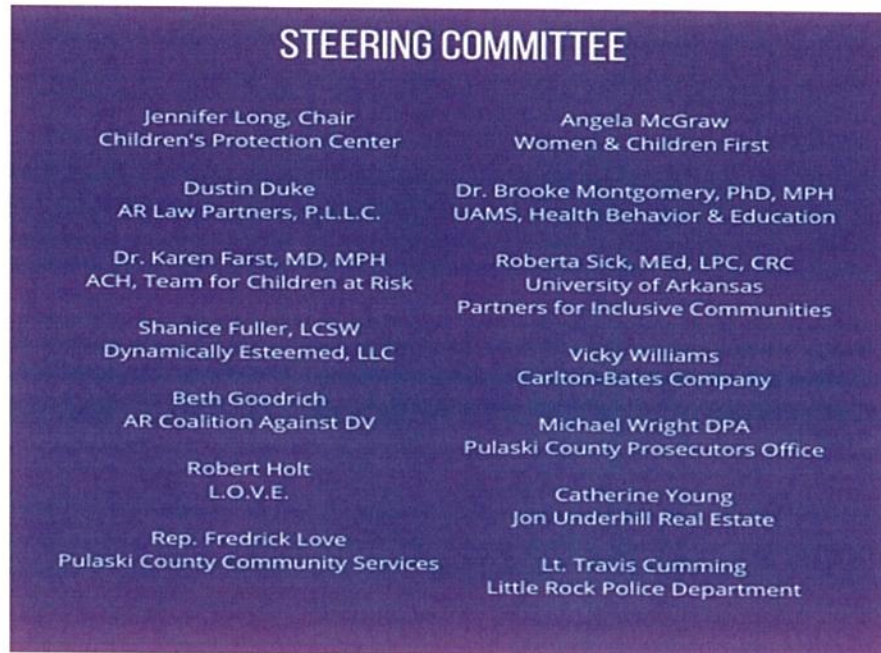 STEERING COMMITTEE
Jennifer Long, Chair
Children's Protection Center
Dustin Duke
AR Law Partners, P.L.L.C.
Dr. Karen Farst, MD, MPH
ACH, Team for Children at Risk
Shanice Fuller, LCSW
Dynamically Esteemed, LLC
Beth Goodrich
AR Coalition Against DV
Robert Holt
L.O.V.E.
Rep. Fredrick Love
Pulaski County Community Services
Angela McGraw
Women & Children First
Dr. Brooke Montgomery, PhD, MPH
UAMS, Health Behavior & Education
Roberta Sick, MEd, LPC, CRC
University of Arkansas
Partners for Inclusive Communities
Vicky Williams
Carlton-Bates Company
Michael Wright DPA
Pulaski County Prosecutors Office
Catherine Young
Jon Underhill Real Estate
Lt. Travis Cumming
Little Rock Police Department